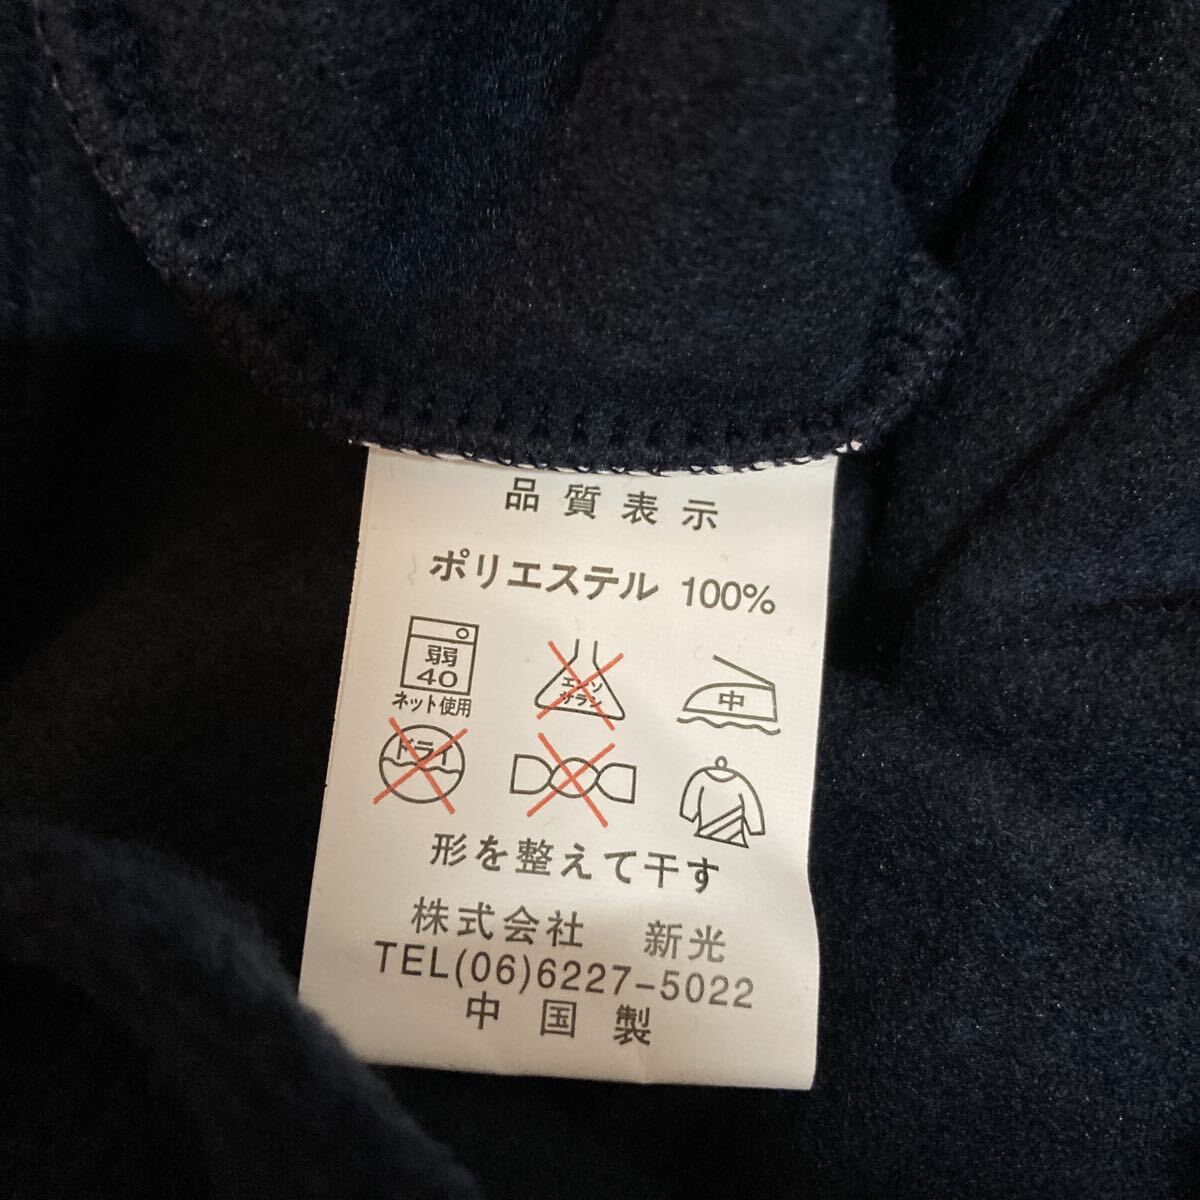 品質表示
ポリエステル 100%
弱
40
ネット使用
エンソ
サラシ
中
ドライ
形を整えて干す
株式会社 新光
TEL(06)6227-5022
中国製